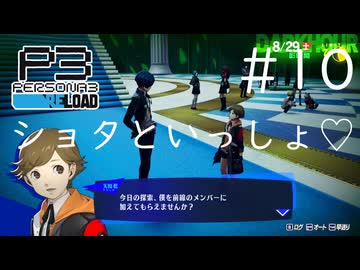 P3
PERSONA3
RELOAD
8/29 土
DARK HOUR
#10
ショタといっしょ♡
天田 乾
今日の探索、僕を前線のメンバーに
加えてもらえませんか？
ログ オート 早送り